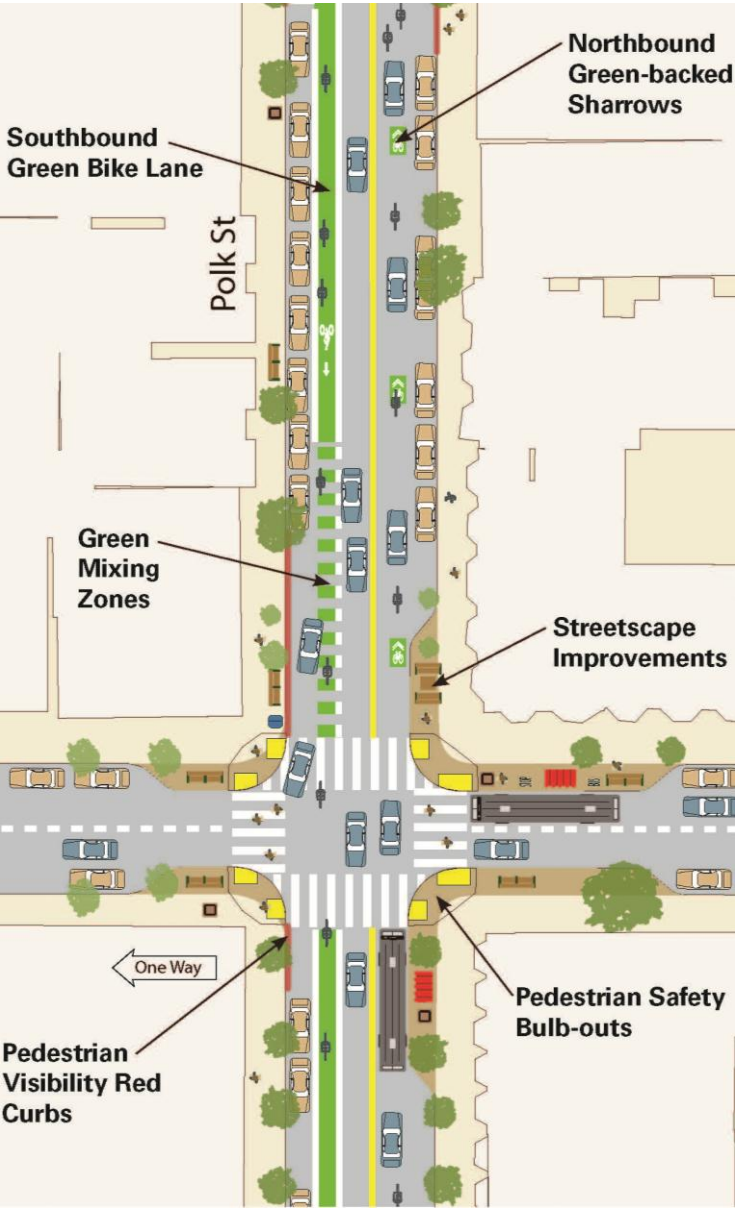 Northbound
Green-backed
Sharrows
Southbound
Green Bike Lane
Polk St
Green
Mixing
Zones
Streetscape
Improvements
One Way
Pedestrian Safety
Bulb-outs
Pedestrian
Visibility Red
Curbs